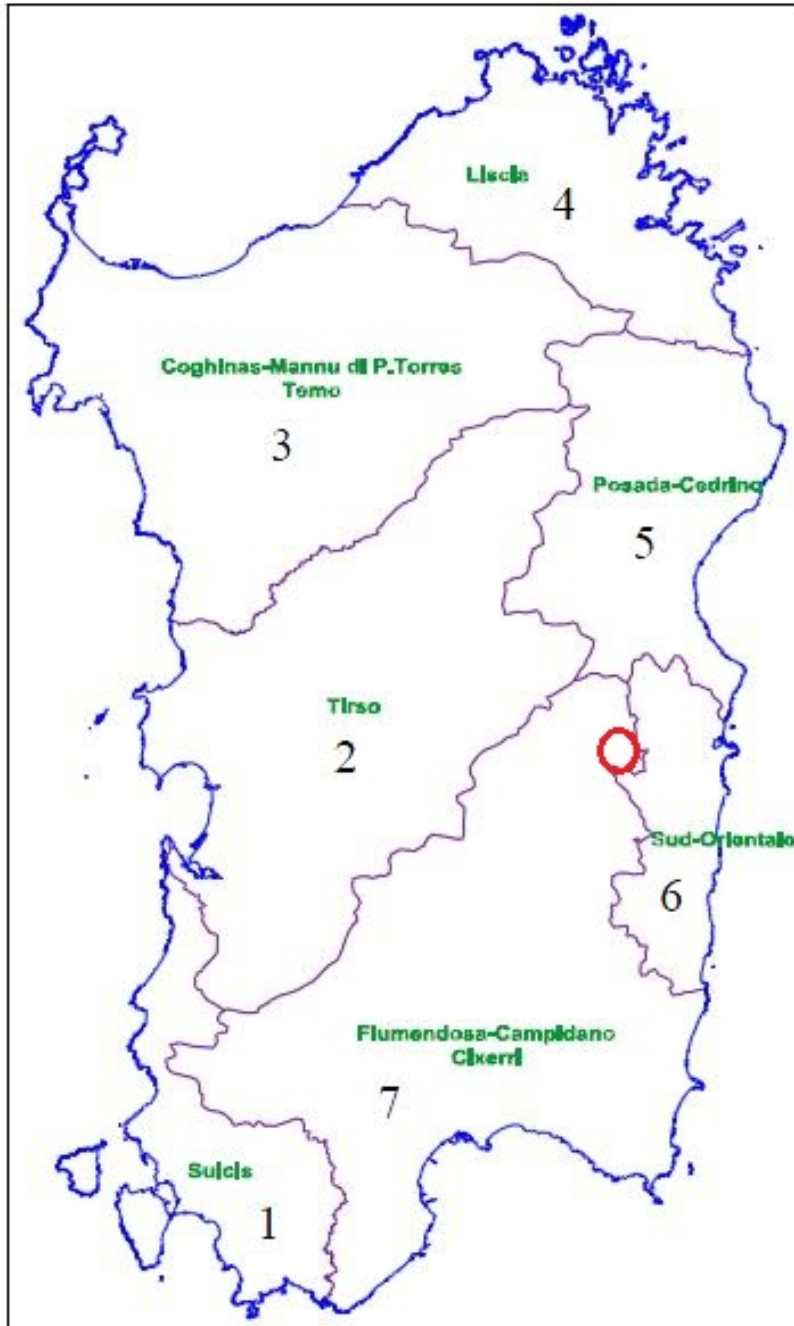 Liscia
4
Coghinas-Mannu di P.Torres
Temo
3
Posada-Cedrino
5
Tirso
2
Sud-Orientale
6
Flumendosa-Campidano
Cixerri
7
Sulcis
1